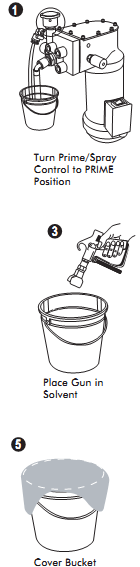 1
Turn Prime/Spray
Control to PRIME
Position
3
Place Gun in
Solvent
5
Cover Bucket